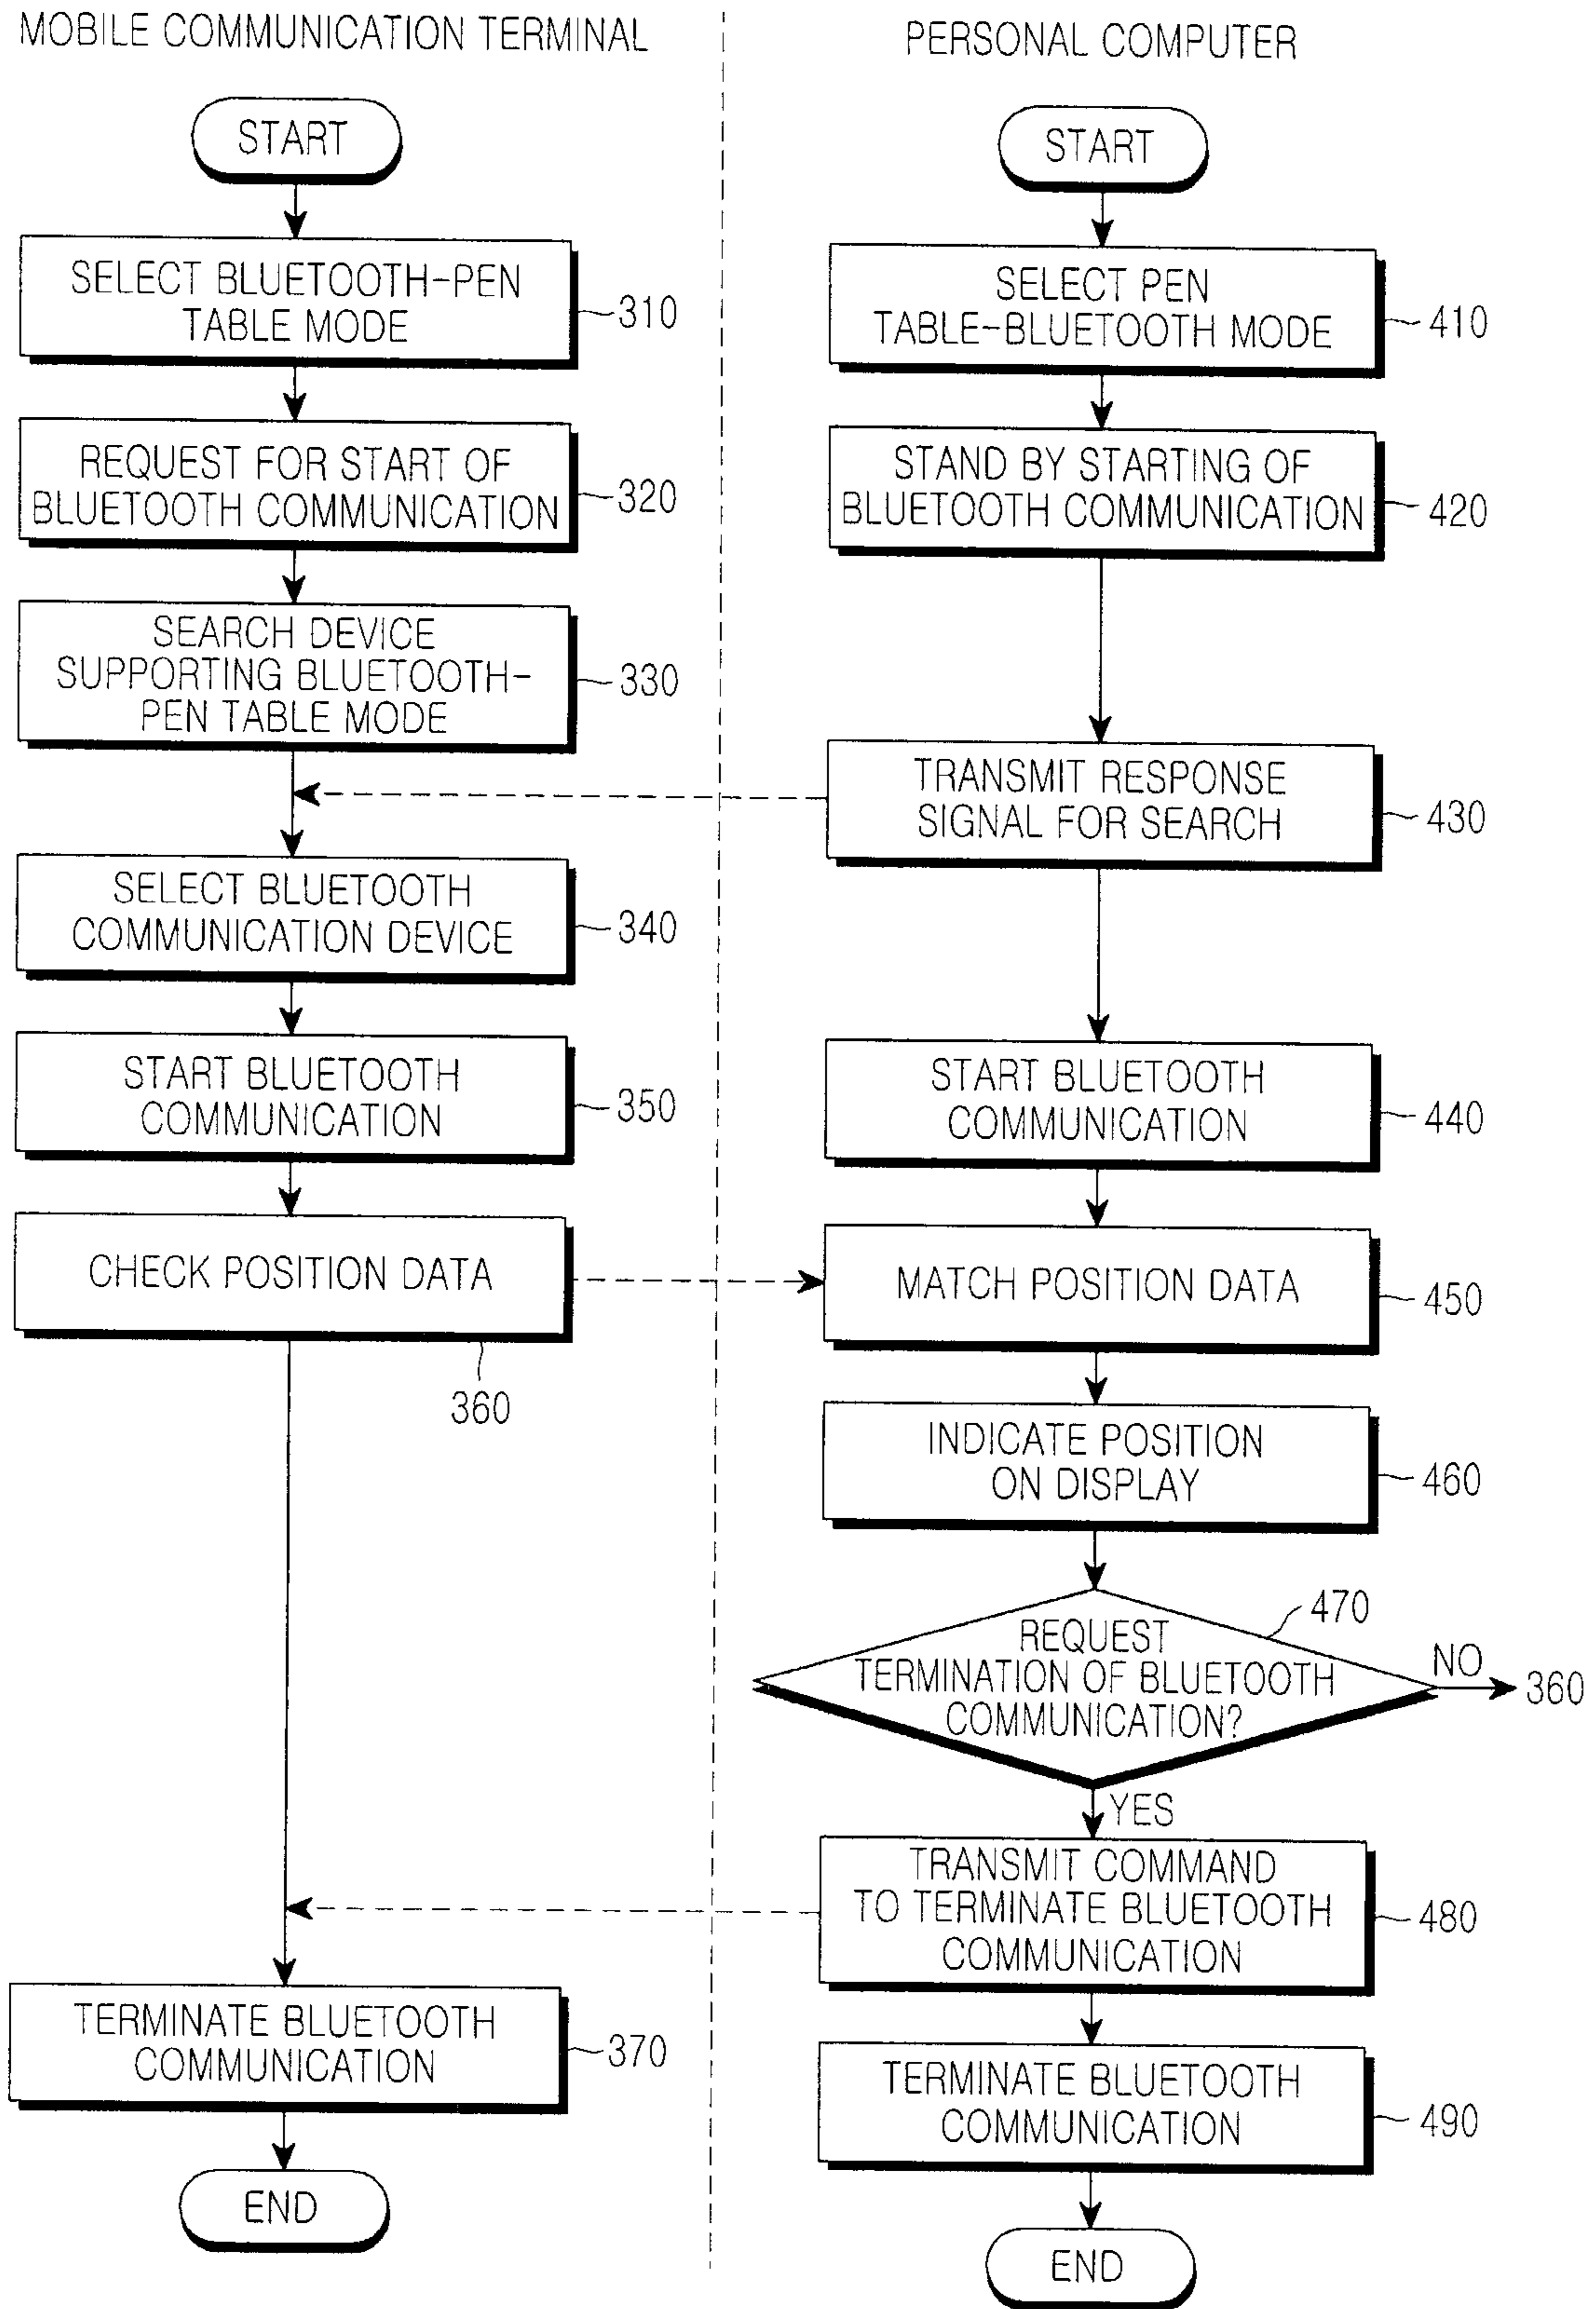 MOBILE COMMUNICATION TERMINAL
START
SELECT BLUETOOTH-PEN
TABLE MODE
310
REQUEST FOR START OF
BLUETOOTH COMMUNICATION
320
SEARCH DEVICE
SUPPORTING BLUETOOTH-
PEN TABLE MODE
330
SELECT BLUETOOTH
COMMUNICATION DEVICE
340
START BLUETOOTH
COMMUNICATION
350
CHECK POSITION DATA
360
TERMINATE BLUETOOTH
COMMUNICATION
370
END
PERSONAL COMPUTER
START
SELECT PEN
TABLE-BLUETOOTH MODE
410
STAND BY STARTING OF
BLUETOOTH COMMUNICATION
420
TRANSMIT RESPONSE
SIGNAL FOR SEARCH
430
START BLUETOOTH
COMMUNICATION
440
MATCH POSITION DATA
450
INDICATE POSITION
ON DISPLAY
460
470
REQUEST
TERMINATION OF BLUETOOTH
COMMUNICATION?
NO
360
YES
TRANSMIT COMMAND
TO TERMINATE BLUETOOTH
COMMUNICATION
480
TERMINATE BLUETOOTH
COMMUNICATION
490
END